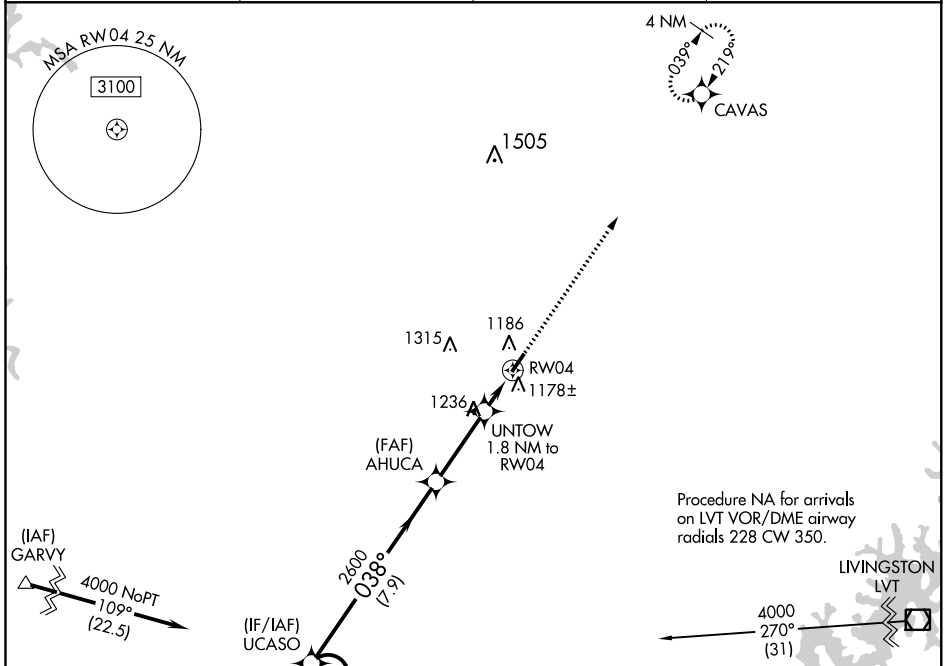 MSA RW04 25 NM
3100
4 NM
039°
219°
CAVAS
1505
1315
1186
RW04
1178±
1236
UNTOW
1.8 NM to
RW04
(FAF)
AHUCA
Procedure NA for arrivals
on LVT VOR/DME airway
radials 228 CW 350.
(IAF)
GARVY
4000 NoPT
109°
(22.5)
2600
038°
(7.9)
(IF/IAF)
UCASO
LIVINGSTON
LVT
4000
270°
(31)